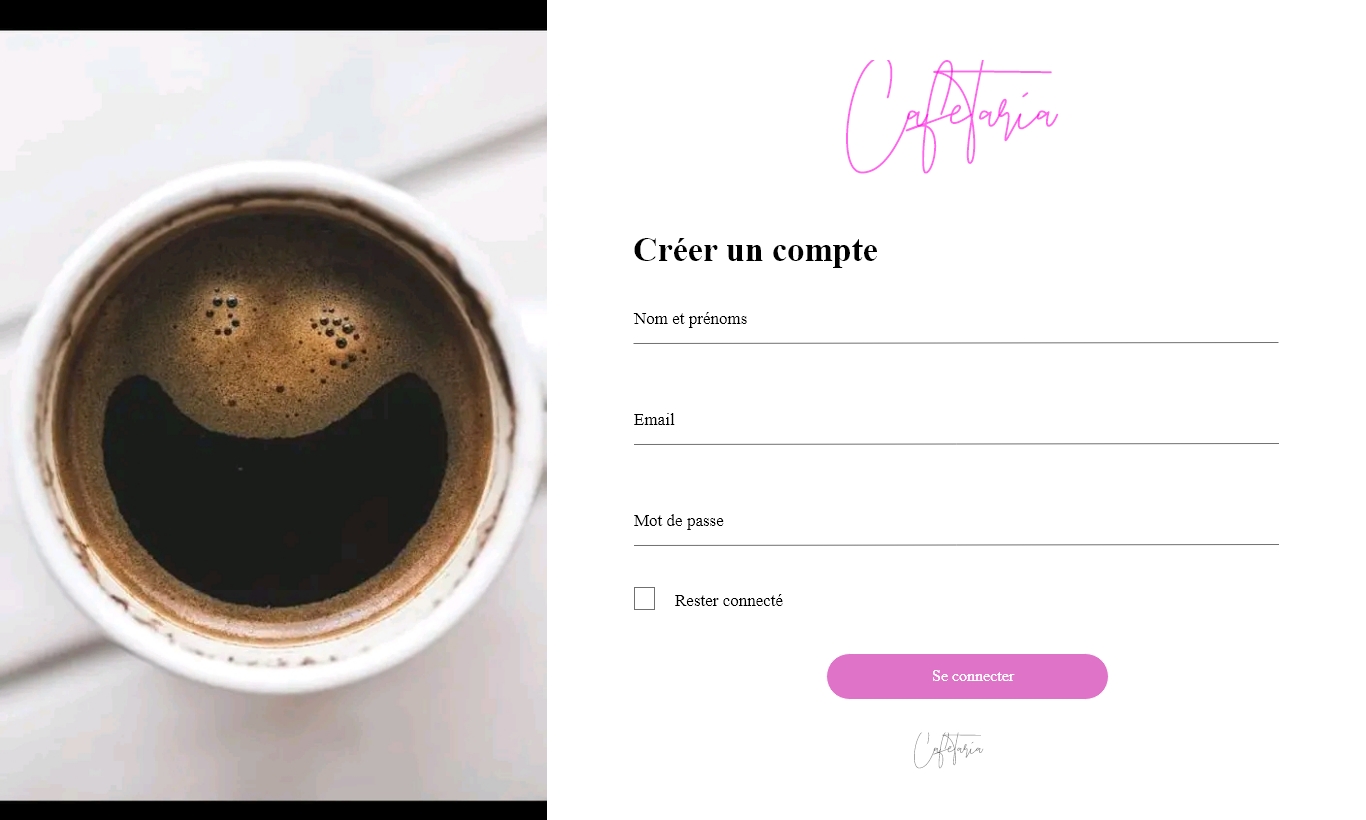 Cafetaria
Créer un compte
Nom et prénoms
Email
Mot de passe
Rester connecté
Se connecter
Cafetaria